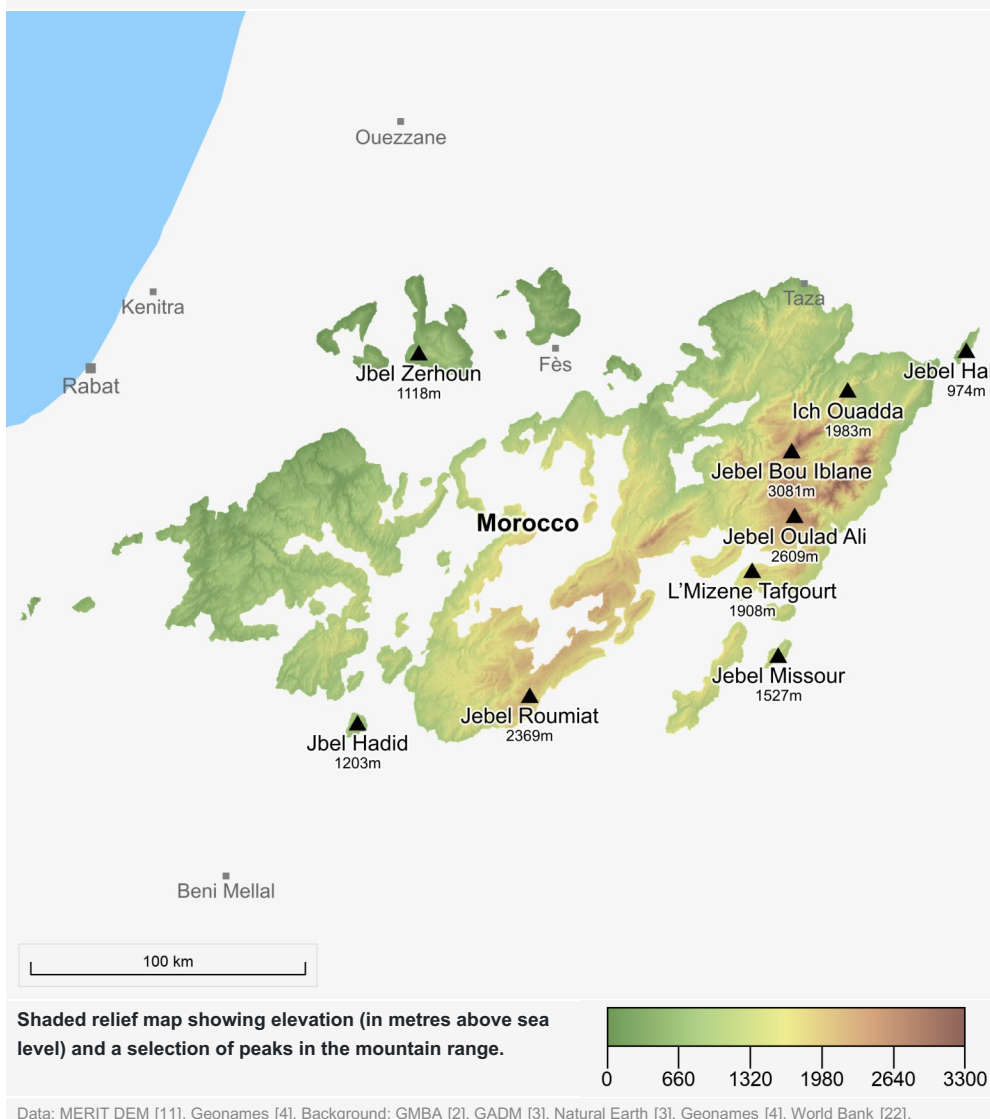 Ouezzane
Kenitra
Taza
Rabat
Fès
Jbel Zerhoun
1118m
974m
Ich Ouadda
1983m
Jebel Bou Iblane
3081m
Morocco
Jebel Oulad Ali
2609m
L'Mizene Tafgourt
1908m
Jebel Missour
1527m
Jebel Roumiat
2369m
Jbel Hadid
1203m
Beni Mellal
100 km
Shaded relief map showing elevation (in metres above sea
level) and a selection of peaks in the mountain range.
0 660 1320 1980 2640 3300
Data: MERIT DEM [11], Geonames [4]. Background: GMBA [2], GADM [3], Natural Earth [3], Geonames [4], World Bank [22].